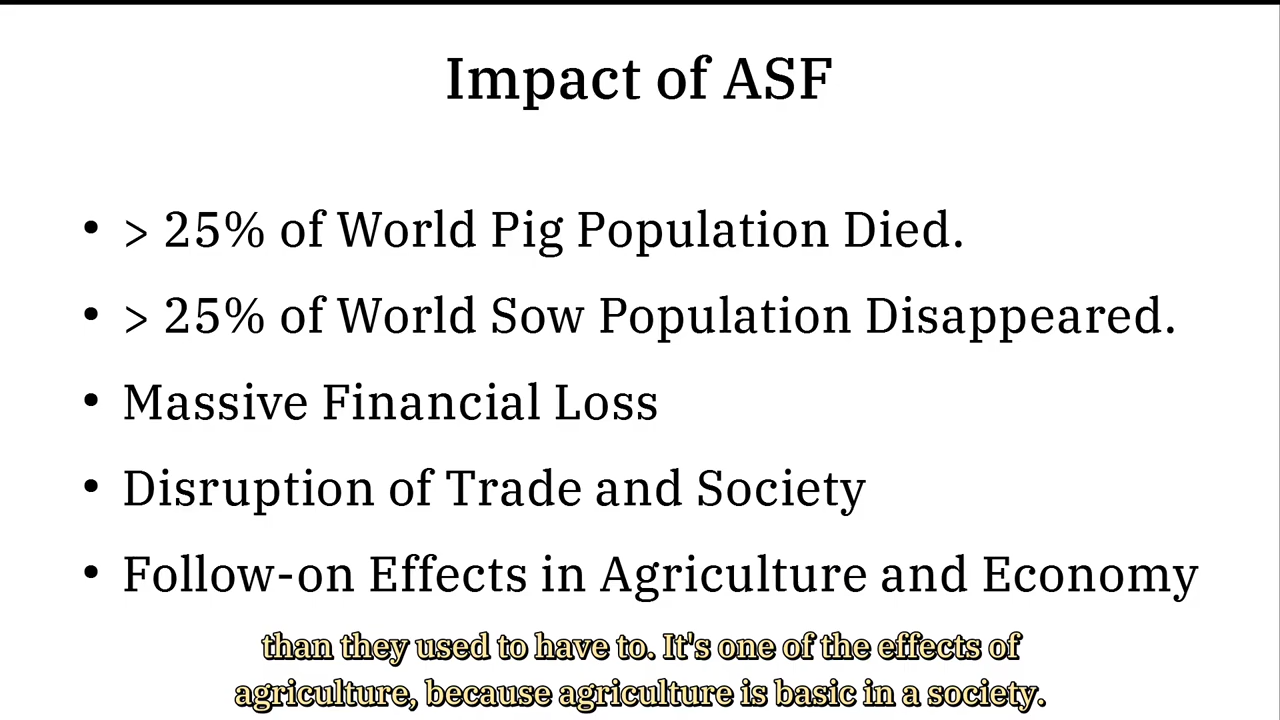 Impact of ASF
• > 25% of World Pig Population Died.
• > 25% of World Sow Population Disappeared.
• Massive Financial Loss
• Disruption of Trade and Society
• Follow-on Effects in Agriculture and Economy
than they used to have to. It's one of the effects of
agriculture, because agriculture is basic in a society.